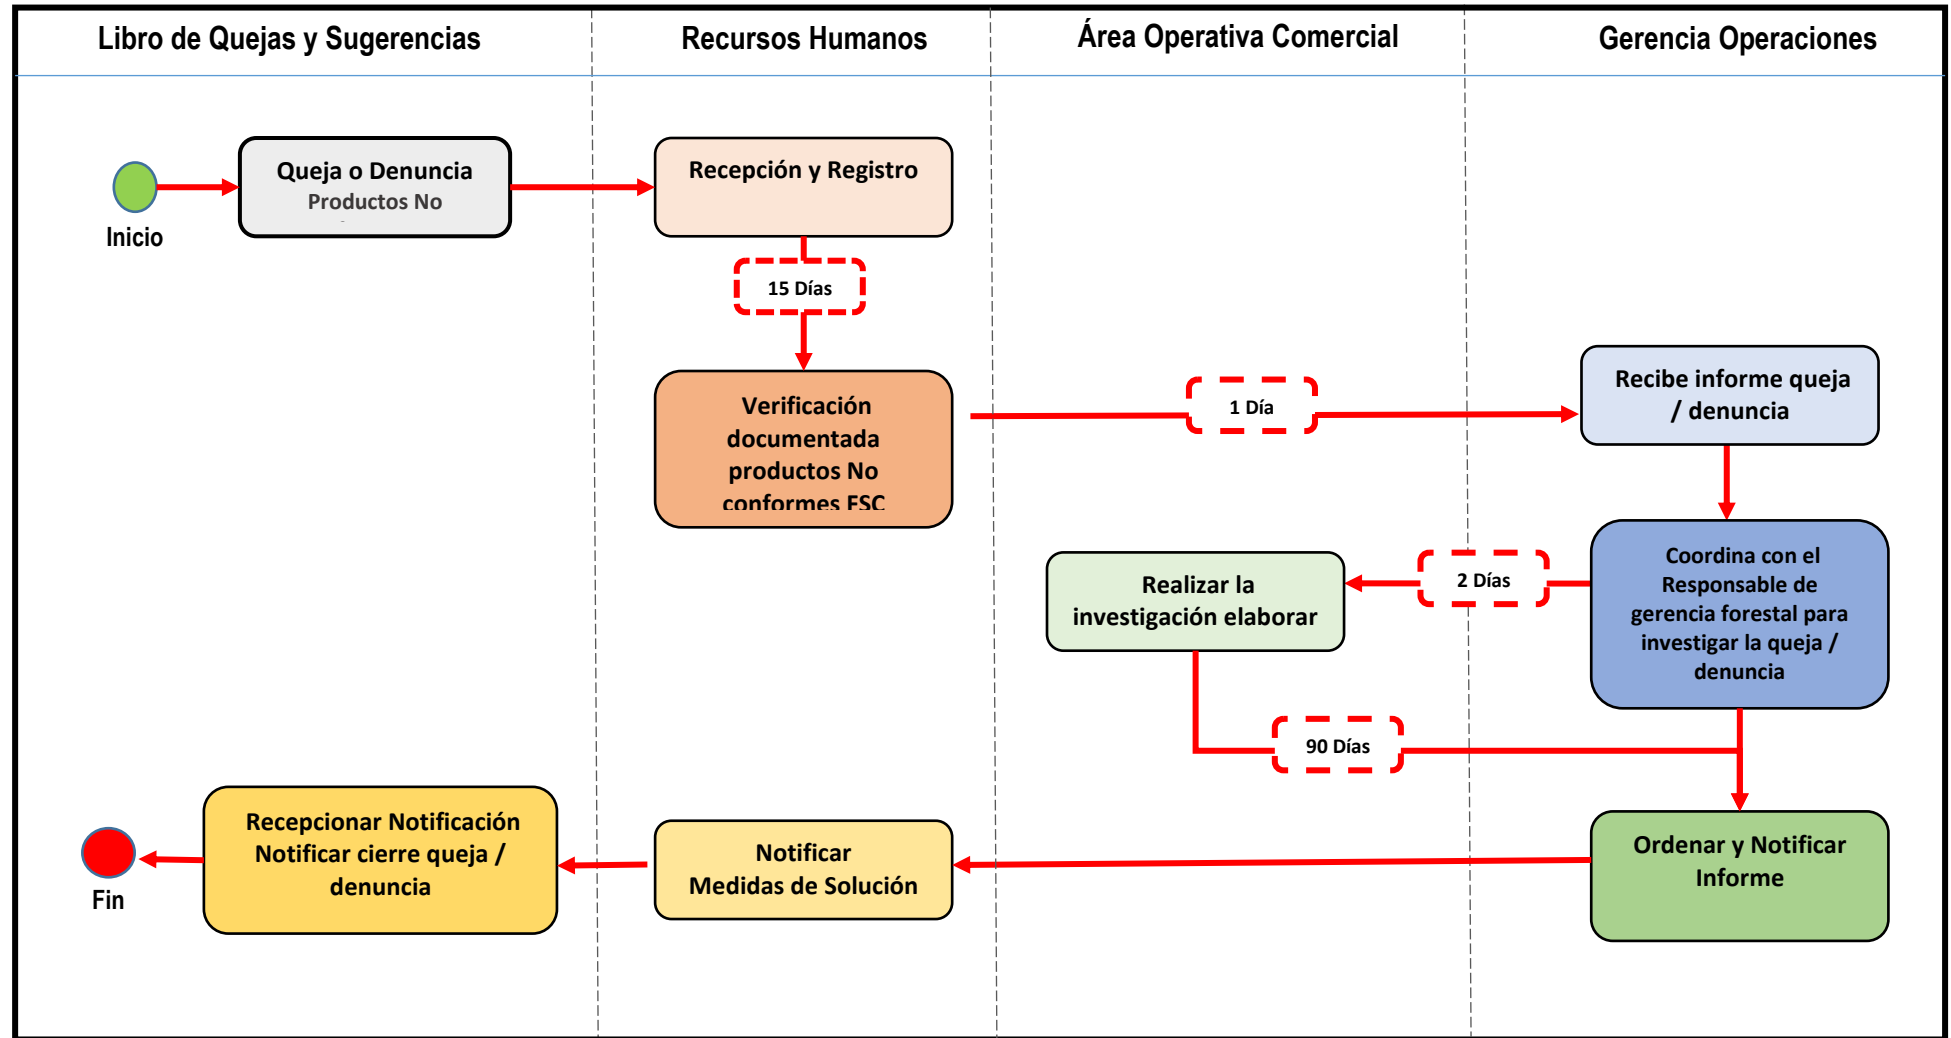 Libro de Quejas y Sugerencias
Recursos Humanos
Área Operativa Comercial
Gerencia Operaciones
Inicio
Queja o Denuncia
Productos No
Recepción y Registro
15 Días
Verificación
documentada
productos No
conformes FSC
1 Día
Recibe informe queja
/ denuncia
Coordina con el
Responsable de
gerencia forestal para
investigar la queja /
denuncia
2 Días
Realizar la
investigación elaborar
90 Días
Ordenar y Notificar
Informe
Notificar
Medidas de Solución
Recepcionar Notificación
Notificar cierre queja /
denuncia
Fin